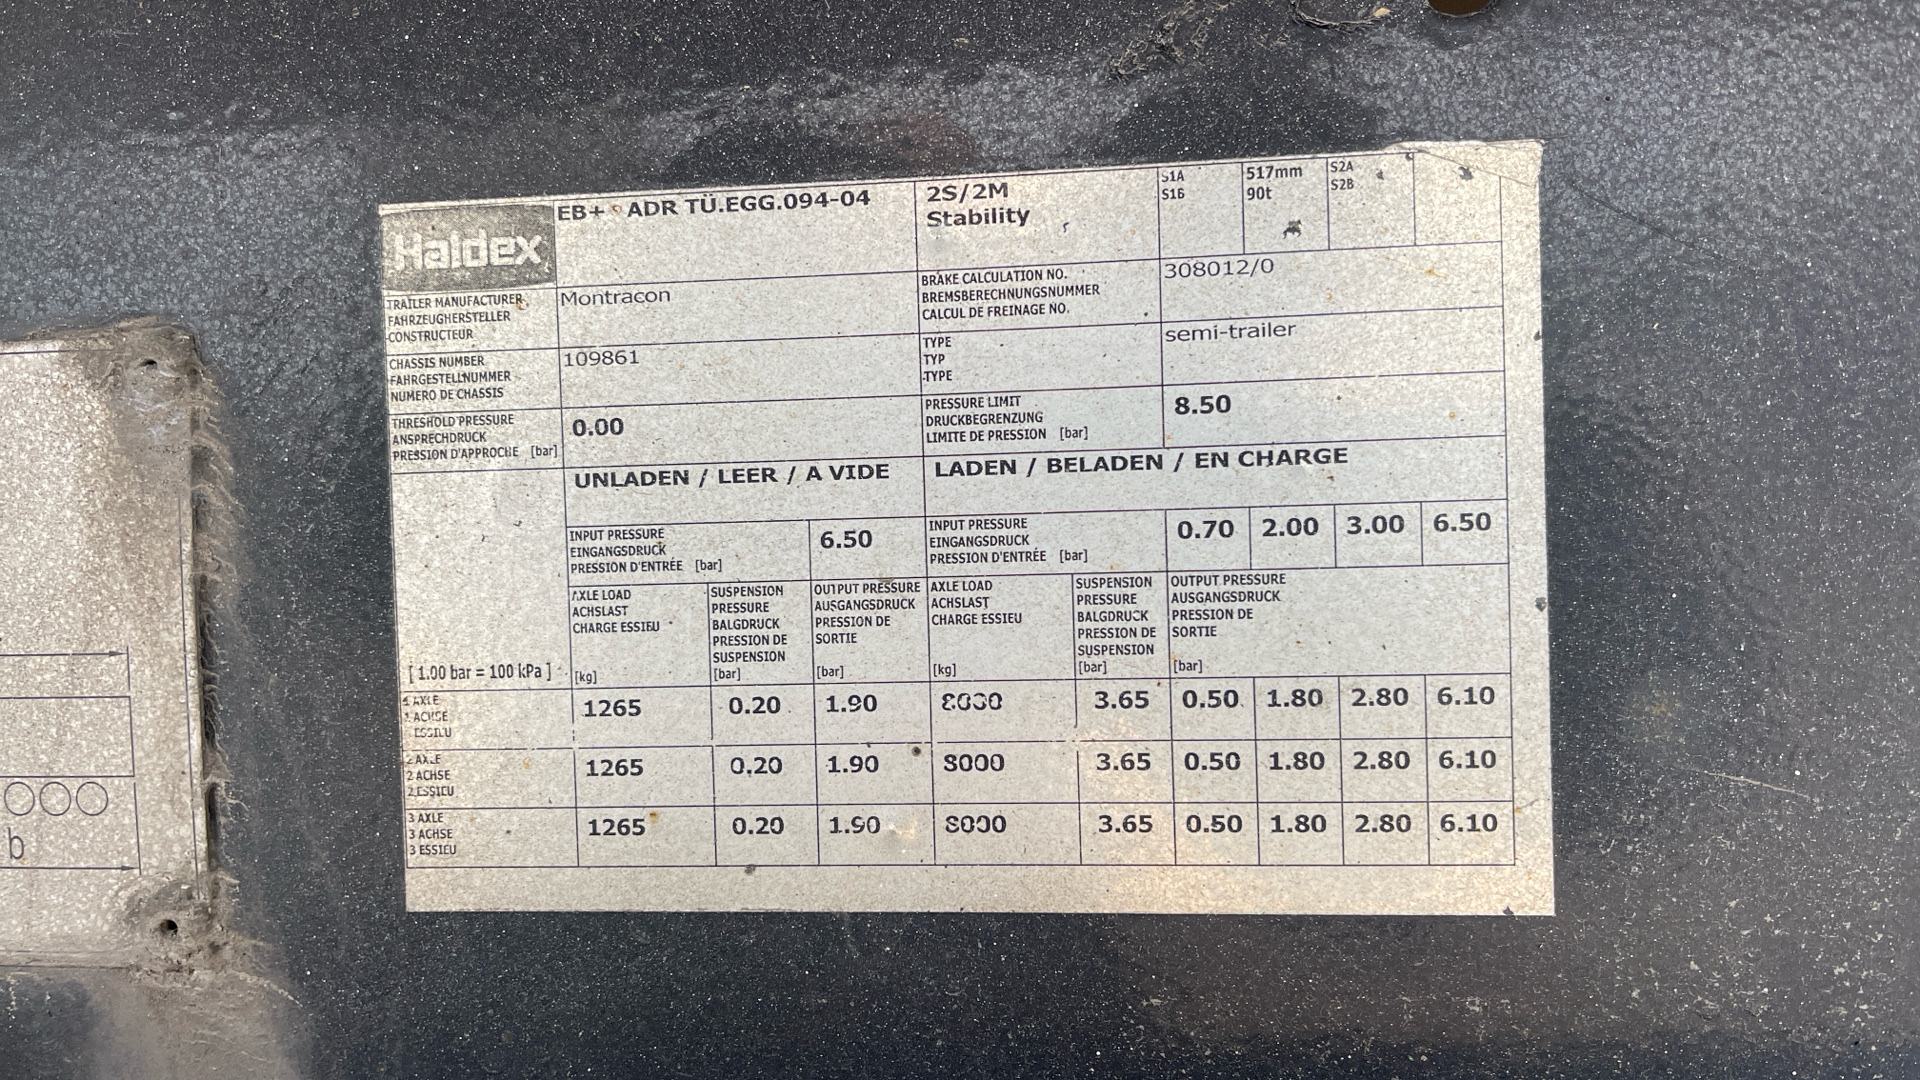 Haldex
EB+ ADR TÜ.EGG.094-04
2S/2M
Stability
S1A
S1B
517mm
90t
S2A
S2B
TRAILER MANUFACTURER
FAHRZEUGHERSTELLER
CONSTRUCTEUR
Montracon
BRAKE CALCULATION NO.
BREMSBERECHNUNGSNUMMER
CALCUL DE FREINAGE NO.
308012/0
CHASSIS NUMBER
FAHRGESTELLNUMMER
NUMERO DE CHASSIS
109861
TYPE
TYP
TYPE
semi-trailer
THRESHOLD PRESSURE
ANSPRECHDRUCK
PRESSION D'APPROCHE [bar]
0.00
PRESSURE LIMIT
DRUCKBEGRENZUNG
LIMITE DE PRESSION [bar]
8.50
UNLADEN / LEER / A VIDE
LADEN / BELADEN / EN CHARGE
INPUT PRESSURE
EINGANGSDRUCK
PRESSION D'ENTRÉE [bar]
6.50
INPUT PRESSURE
EINGANGSDRUCK
PRESSION D'ENTRÉE [bar]
0.70 2.00 3.00 6.50
[ 1.00 bar = 100 kPa ]
AXLE LOAD
ACHSLAST
CHARGE ESSIEU
[kg]
SUSPENSION
PRESSURE
BALGDRUCK
PRESSION DE
SUSPENSION
[bar]
OUTPUT PRESSURE
AUSGANGSDRUCK
PRESSION DE
SORTIE
[bar]
AXLE LOAD
ACHSLAST
CHARGE ESSIEU
[kg]
SUSPENSION
PRESSURE
BALGDRUCK
PRESSION DE
SUSPENSION
[bar]
OUTPUT PRESSURE
AUSGANGSDRUCK
PRESSION DE
SORTIE
[bar]
1 AXLE
1 ACHSE
ESSIEU
1265 0.20 1.90 8000 3.65 0.50 1.80 2.80 6.10
2 AXLE
2 ACHSE
2 ESSIEU
1265 0.20 1.90 8000 3.65 0.50 1.80 2.80 6.10
3 AXLE
3 ACHSE
3 ESSIEU
1265 0.20 1.90 8000 3.65 0.50 1.80 2.80 6.10
b